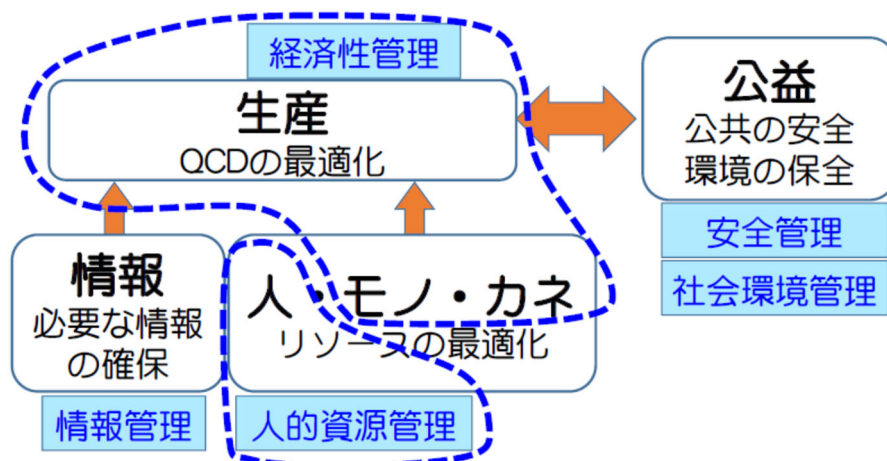 経済性管理
生産
QCDの最適化
公益
公共の安全
環境の保全
安全管理
社会環境管理
情報
必要な情報
の確保
情報管理
人・モノ・カネ
リソースの最適化
人的資源管理